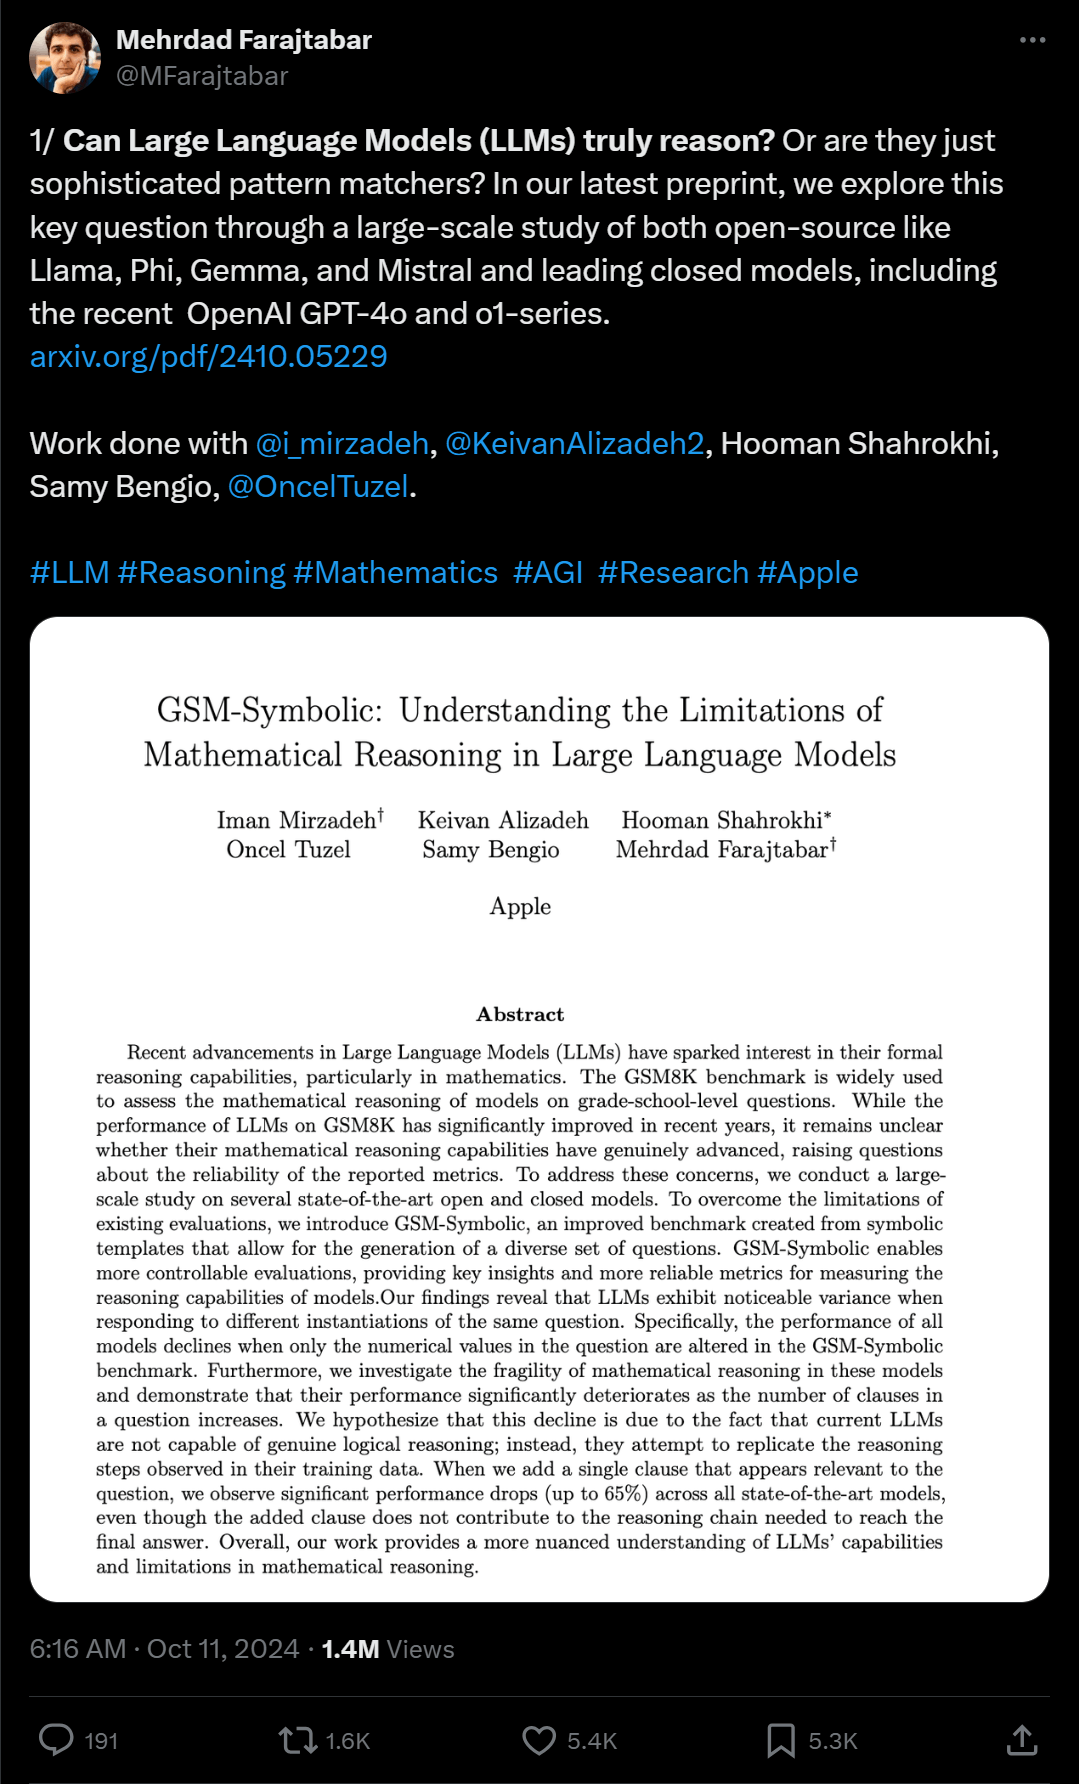 Mehrdad Farajtabar
@MFarajtabar
1/ Can Large Language Models (LLMs) truly reason? Or are they just
sophisticated pattern matchers? In our latest preprint, we explore this
key question through a large-scale study of both open-source like
Llama, Phi, Gemma, and Mistral and leading closed models, including
the recent  OpenAI GPT-4o and o1-series.
arxiv.org/pdf/2410.05229
Work done with @i_mirzadeh, @KeivanAlizadeh2, Hooman Shahrokhi,
Samy Bengio, @OncelTuzel.
#LLM #Reasoning #Mathematics  #AGI  #Research #Apple
GSM-Symbolic: Understanding the Limitations of
Mathematical Reasoning in Large Language Models
Iman Mirzadeh† Keivan Alizadeh Hooman Shahrokhi*
Oncel Tuzel Samy Bengio Mehrdad Farajtabar†
Apple
Abstract
Recent advancements in Large Language Models (LLMs) have sparked interest in their formal
reasoning capabilities, particularly in mathematics. The GSM8K benchmark is widely used
to assess the mathematical reasoning of models on grade-school-level questions. While the
performance of LLMs on GSM8K has significantly improved in recent years, it remains unclear
whether their mathematical reasoning capabilities have genuinely advanced, raising questions
about the reliability of the reported metrics. To address these concerns, we conduct a large-
scale study on several state-of-the-art open and closed models. To overcome the limitations of
existing evaluations, we introduce GSM-Symbolic, an improved benchmark created from symbolic
templates that allow for the generation of a diverse set of questions. GSM-Symbolic enables
more controllable evaluations, providing key insights and more reliable metrics for measuring the
reasoning capabilities of models.Our findings reveal that LLMs exhibit noticeable variance when
responding to different instantiations of the same question. Specifically, the performance of all
models declines when only the numerical values in the question are altered in the GSM-Symbolic
benchmark. Furthermore, we investigate the fragility of mathematical reasoning in these models
and demonstrate that their performance significantly deteriorates as the number of clauses in
a question increases. We hypothesize that this decline is due to the fact that current LLMs
are not capable of genuine logical reasoning; instead, they attempt to replicate the reasoning
steps observed in their training data. When we add a single clause that appears relevant to the
question, we observe significant performance drops (up to 65%) across all state-of-the-art models,
even though the added clause does not contribute to the reasoning chain needed to reach the
final answer. Overall, our work provides a more nuanced understanding of LLMs' capabilities
and limitations in mathematical reasoning.
6:16 AM · Oct 11, 2024 · 1.4M Views
191 1.6K 5.4K 5.3K